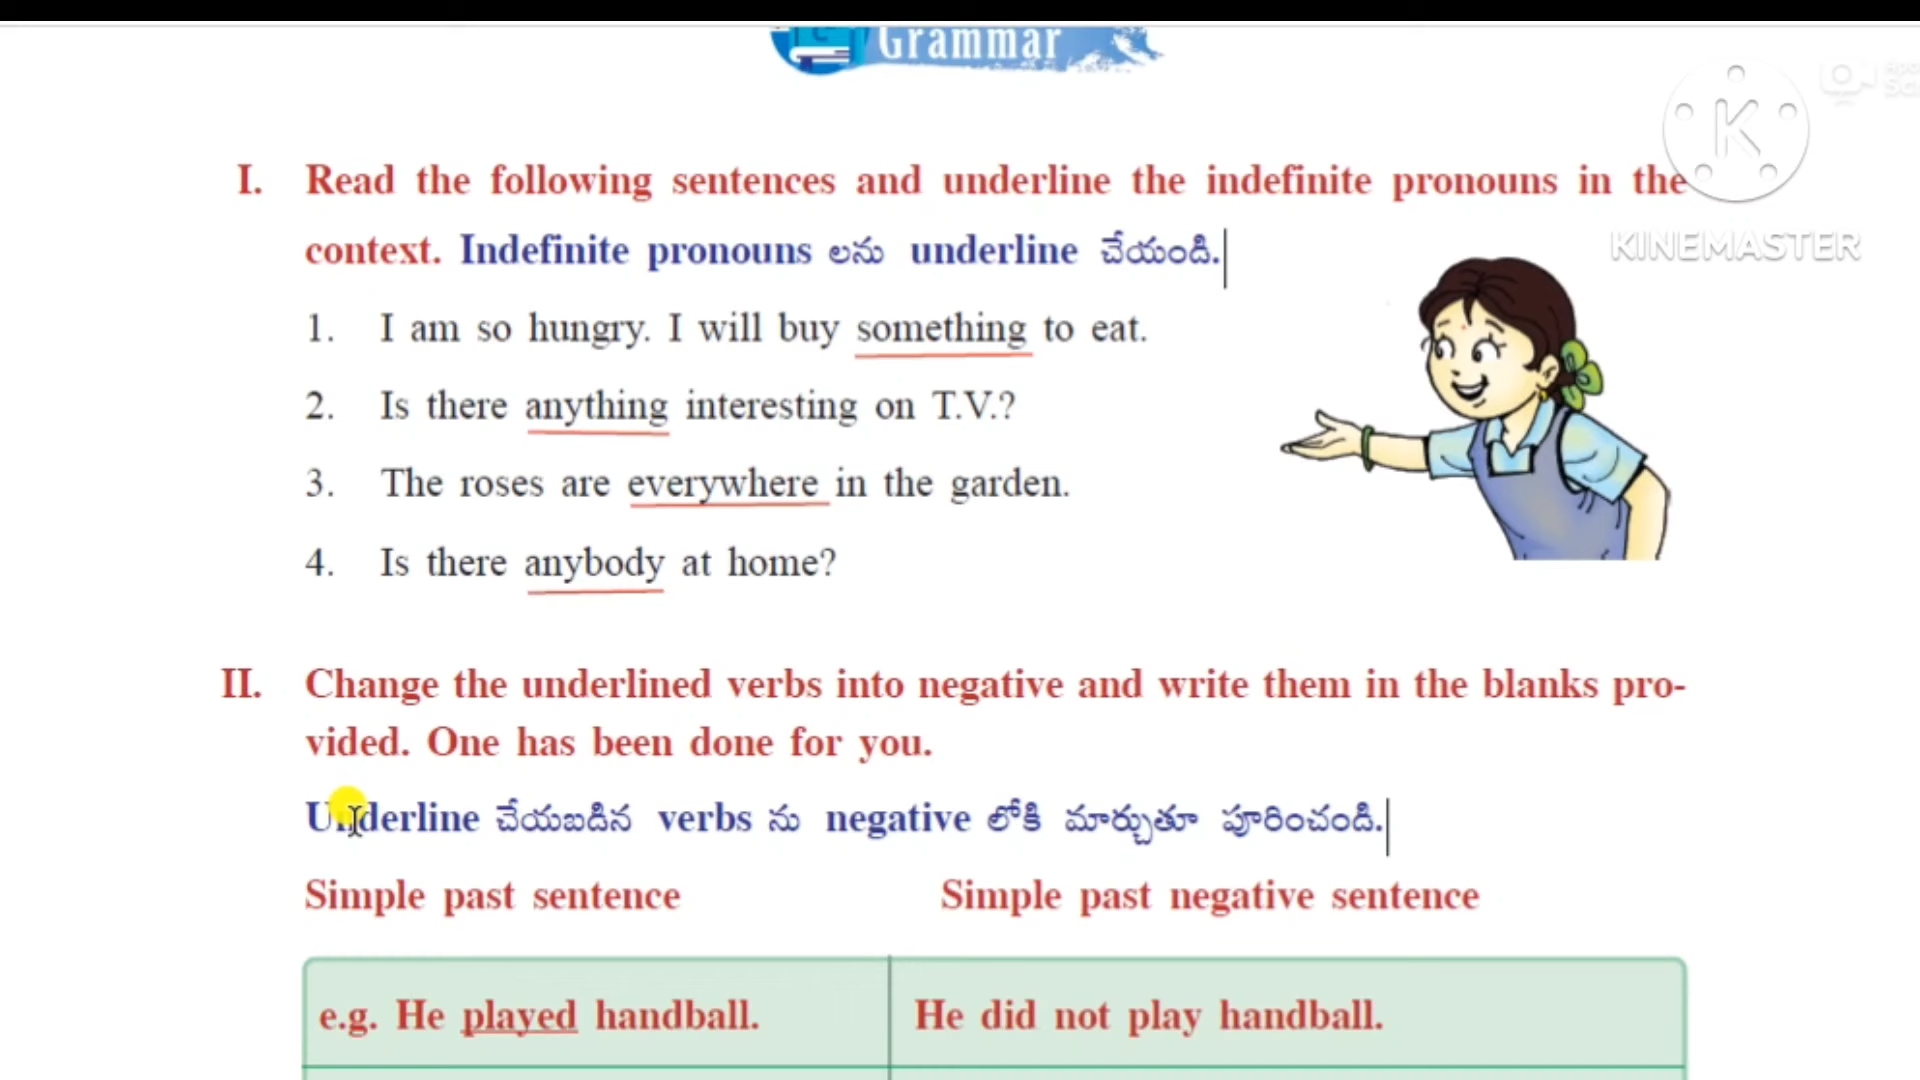 Grammar
I. Read the following sentences and underline the indefinite pronouns in the
context. Indefinite pronouns లను underline చేయండి.
KINEMASTER
1. I am so hungry. I will buy something to eat.
2. Is there anything interesting on T.V.?
3. The roses are everywhere in the garden.
4. Is there anybody at home?
II. Change the underlined verbs into negative and write them in the blanks pro-
vided. One has been done for you.
Underline చేయబడిన verbs ను negative లోకి మార్చుతూ పూరించండి.
Simple past sentence Simple past negative sentence
e.g. He played handball. He did not play handball.